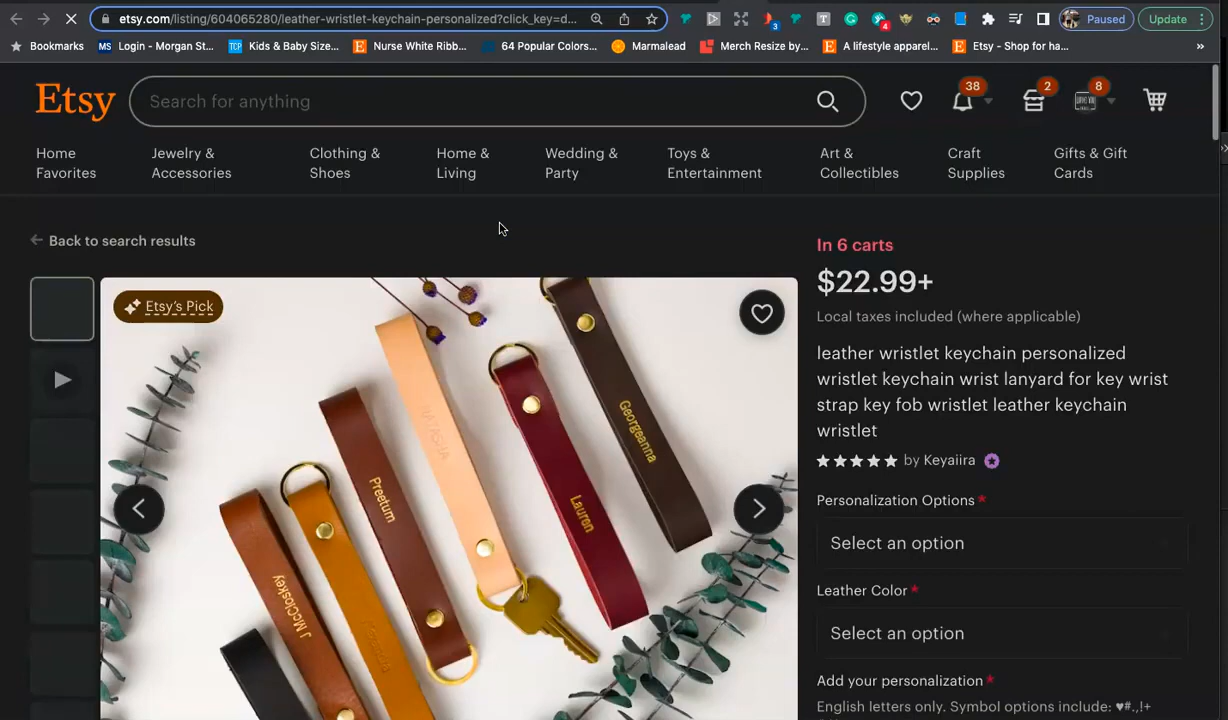 etsy.com/listing/604065280/leather-wristlet-keychain-personalized?click_key=d...
3
T
4
Paused
Update
Bookmarks
MS Login - Morgan St...
TCP Kids & Baby Size...
E Nurse White Ribb...
64 Popular Colors...
Marmalead
Merch Resize by...
E A lifestyle apparel...
E Etsy - Shop for ha...
»
Etsy
Search for anything
38
2
8
Home Favorites
Jewelry & Accessories
Clothing & Shoes
Home & Living
Wedding & Party
Toys & Entertainment
Art & Collectibles
Craft Supplies
Gifts & Gift Cards
Back to search results
Etsy's Pick
NATASHA
Georgeanna
Preetum
Lauren
J McCloskey
In 6 carts
$22.99+
Local taxes included (where applicable)
leather wristlet keychain personalized
wristlet keychain wrist lanyard for key wrist
strap key fob wristlet leather keychain
wristlet
by Keyaiira
Personalization Options *
Select an option
Leather Color *
Select an option
Add your personalization *
English letters only. Symbol options include: ♥#.,!+